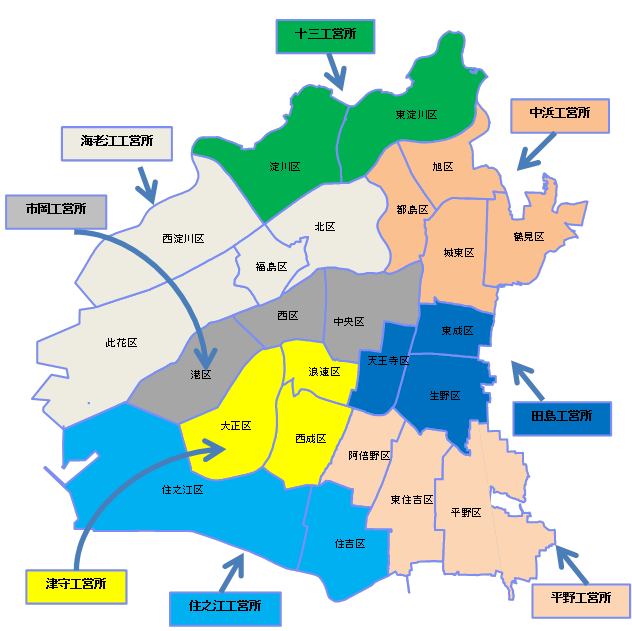 十三工営所
東淀川区
中浜工営所
海老江工営所
淀川区
旭区
市岡工営所
都島区
西淀川区
北区
鶴見区
城東区
福島区
西区
中央区
東成区
此花区
天王寺区
港区
浪速区
生野区
田島工営所
大正区
西成区
阿倍野区
住之江区
東住吉区
平野区
住吉区
津守工営所
住之江工営所
平野工営所